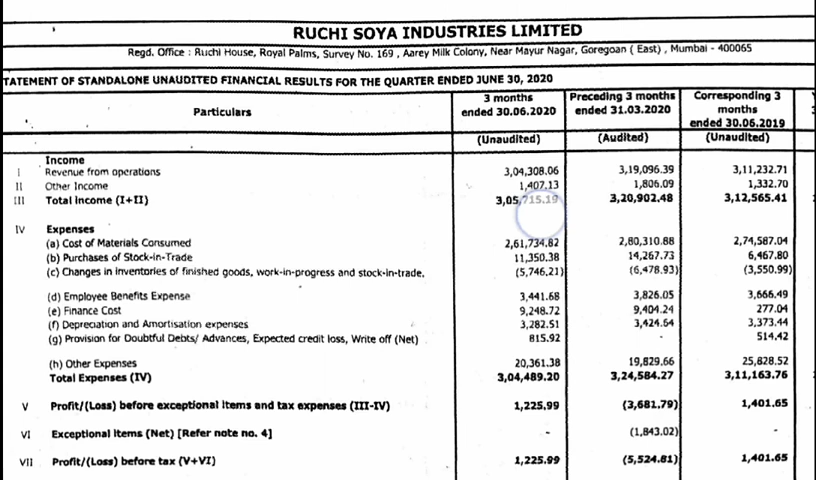 RUCHI SOYA INDUSTRIES LIMITED
Regd. Office : Ruchi House, Royal Palms, Survey No. 169 , Aarey Milk Colony, Near Mayur Nagar, Goregoan ( East) , Mumbai - 400065
TATEMENT OF STANDALONE UNAUDITED FINANCIAL RESULTS FOR THE QUARTER ENDED JUNE 30, 2020
Particulars 3 months ended 30.06.2020 Preceding 3 months ended 31.03.2020 Corresponding 3 months ended 30.06.2019
(Unaudited) (Audited) (Unaudited)
Income
I Revenue from operations 3,04,308.06 3,19,096.39 3,11,232.71
II Other Income 1,407.13 1,806.09 1,332.70
III Total Income (I+II) 3,05,715.19 3,20,902.48 3,12,565.41
IV Expenses
(a) Cost of Materials Consumed 2,61,734.82 2,80,310.88 2,74,587.04
(b) Purchases of Stock-in-Trade 11,350.38 14,267.73 6,467.80
(c) Changes in inventories of finished goods, work-in-progress and stock-in-trade. (5,746.21) (6,478.93) (3,550.99)
(d) Employee Benefits Expense 3,441.68 3,826.05 3,666.49
(e) Finance Cost 9,248.72 9,404.24 277.04
(f) Depreciation and Amortisation expenses 3,282.51 3,424.64 3,373.44
(g) Provision for Doubtful Debts/ Advances, Expected credit loss, Write off (Net) 815.92 - 514.42
(h) Other Expenses 20,361.38 19,829.66 25,828.52
Total Expenses (IV) 3,04,489.20 3,24,584.27 3,11,163.76
V Profit/(Loss) before exceptional items and tax expenses (III-IV) 1,225.99 (3,681.79) 1,401.65
VI Exceptional Items (Net) [Refer note no. 4] - (1,843.02) -
VII Profit/(Loss) before tax (V+VI) 1,225.99 (5,524.81) 1,401.65